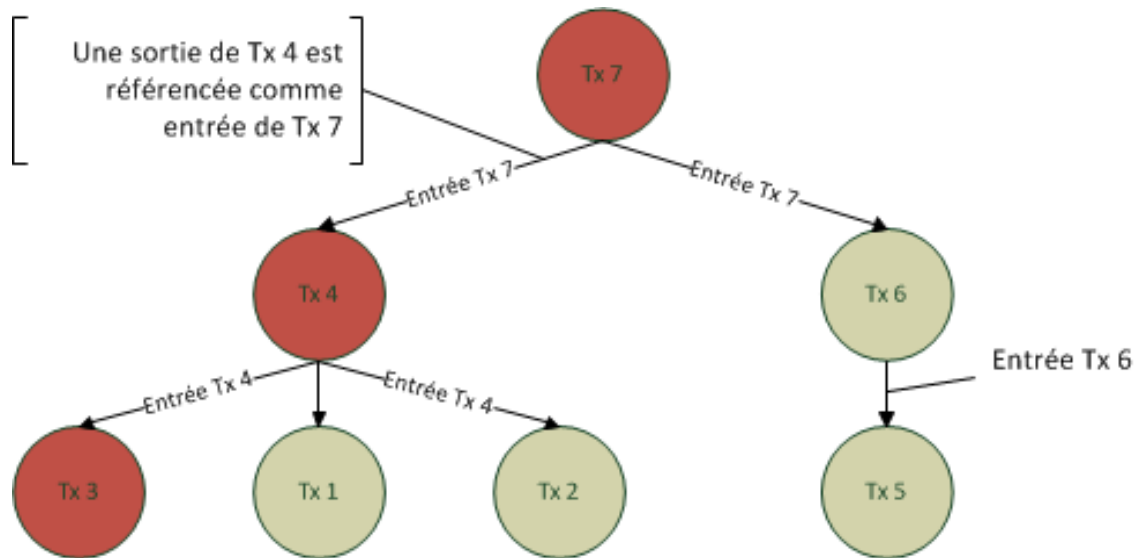 Une sortie de Tx 4 est
référencée comme
entrée de Tx 7
Tx 7
Entrée Tx 7
Entrée Tx 7
Tx 4
Tx 6
Entrée Tx 4
Entrée Tx 4
Entrée Tx 6
Tx 3
Tx 1
Tx 2
Tx 5